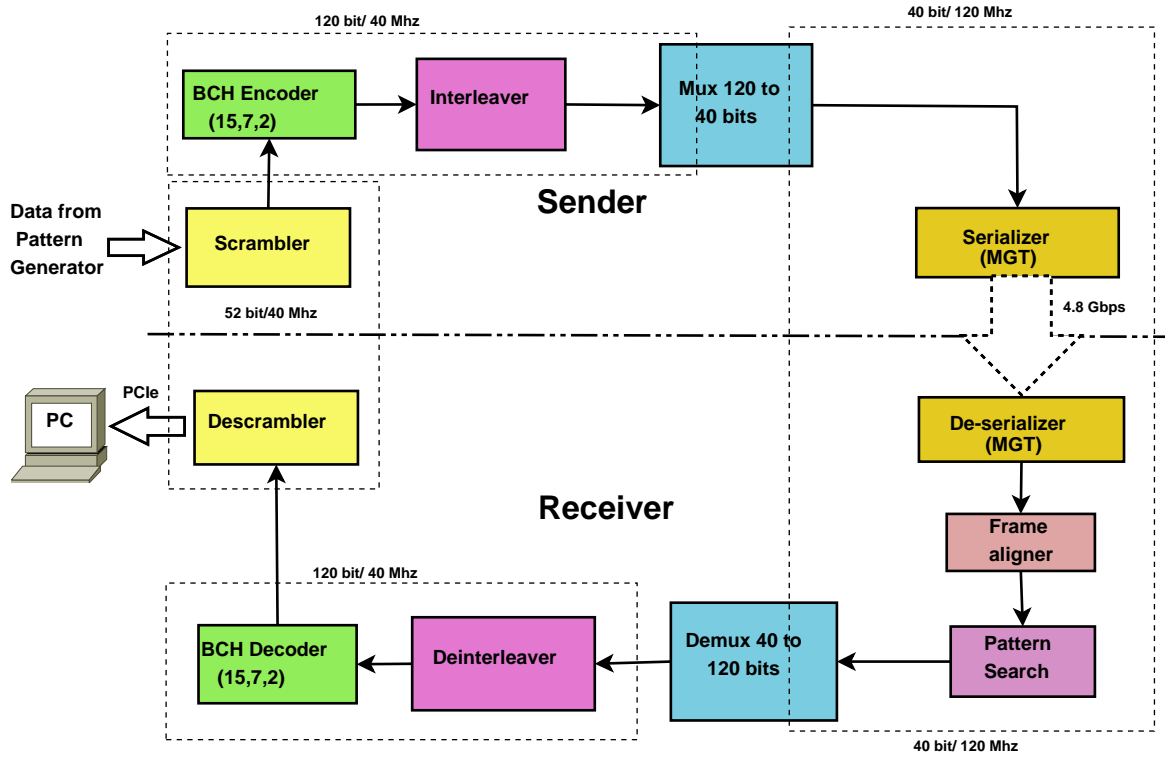 120 bit/ 40 Mhz
40 bit/ 120 Mhz
BCH Encoder
(15,7,2)
Interleaver
Mux 120 to
40 bits
Sender
Data from
Pattern
Generator
Scrambler
Serializer
(MGT)
52 bit/40 Mhz
4.8 Gbps
PCIe
PC
Descrambler
De-serializer
(MGT)
Receiver
Frame
aligner
120 bit/ 40 Mhz
BCH Decoder
(15,7,2)
Deinterleaver
Demux 40 to
120 bits
Pattern
Search
40 bit/ 120 Mhz